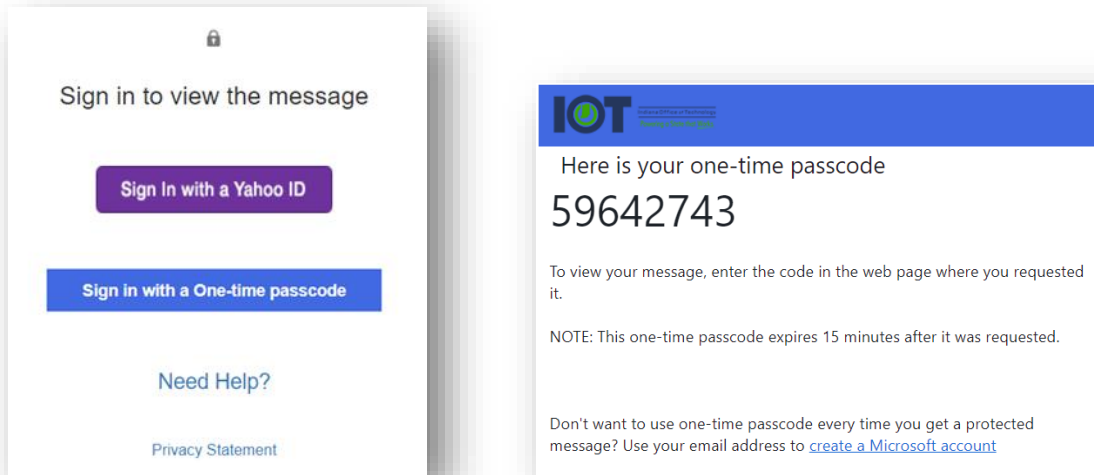 Sign in to view the message
Sign In with a Yahoo ID
Sign in with a One-time passcode
Need Help?
Privacy Statement
IOT
Indiana Office of Technology
Here is your one-time passcode
59642743
To view your message, enter the code in the web page where you requested
it.
NOTE: This one-time passcode expires 15 minutes after it was requested.
Don't want to use one-time passcode every time you get a protected
message? Use your email address to create a Microsoft account